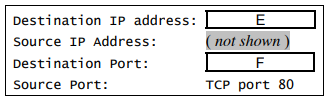 Destination IP address: E
Source IP Address: ( not shown )
Destination Port: F
Source Port: TCP port 80